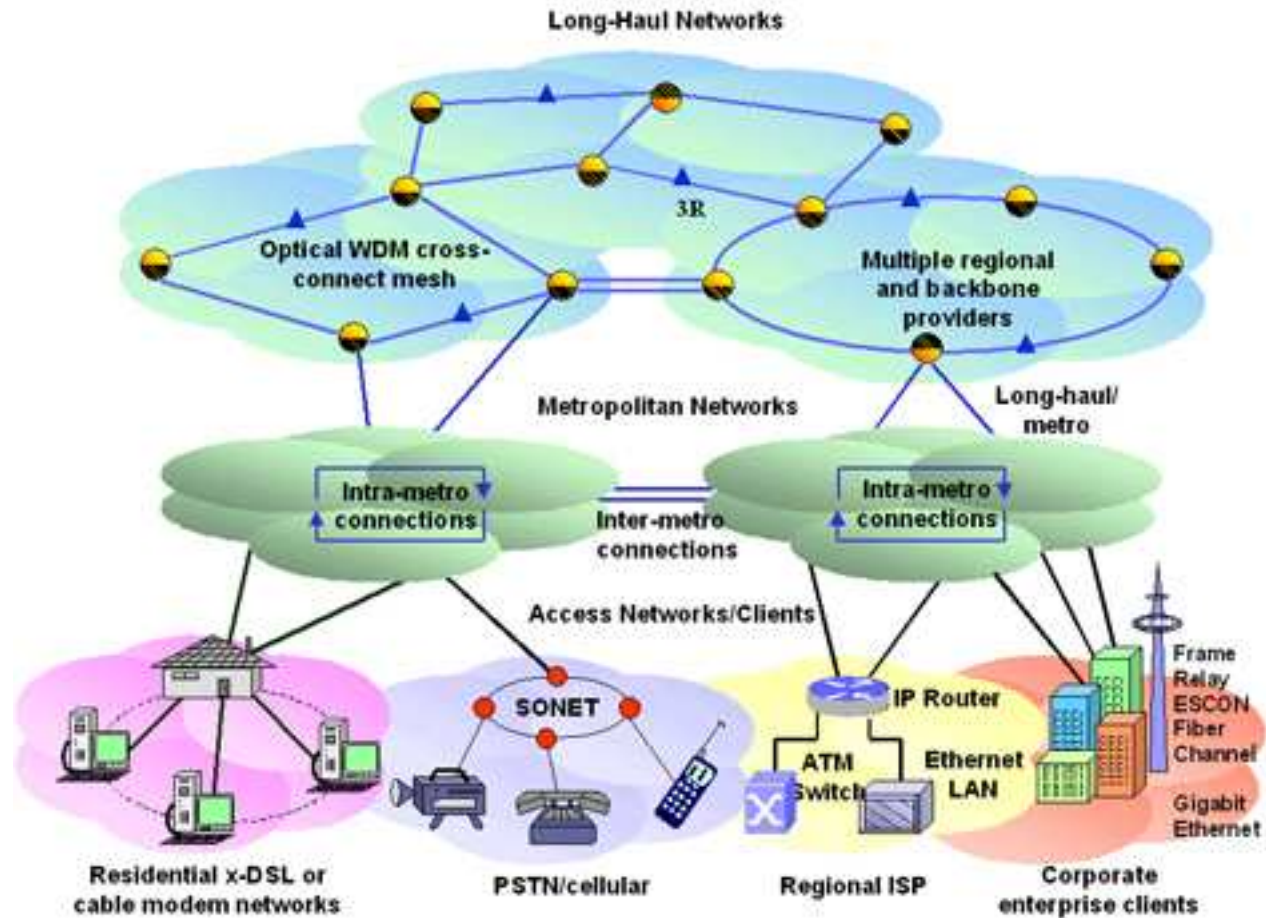 Long-Haul Networks
3R
Optical WDM cross-
connect mesh
Multiple regional
and backbone
providers
Metropolitan Networks
Long-haul/
metro
Intra-metro
connections
Inter-metro
connections
Intra-metro
connections
Access Networks/Clients
SONET
IP Router
ATM
Switch
Ethernet
LAN
Frame
Relay
ESCON
Fiber
Channel
Gigabit
Ethernet
Residential x-DSL or
cable modem networks
PSTN/cellular
Regional ISP
Corporate
enterprise clients